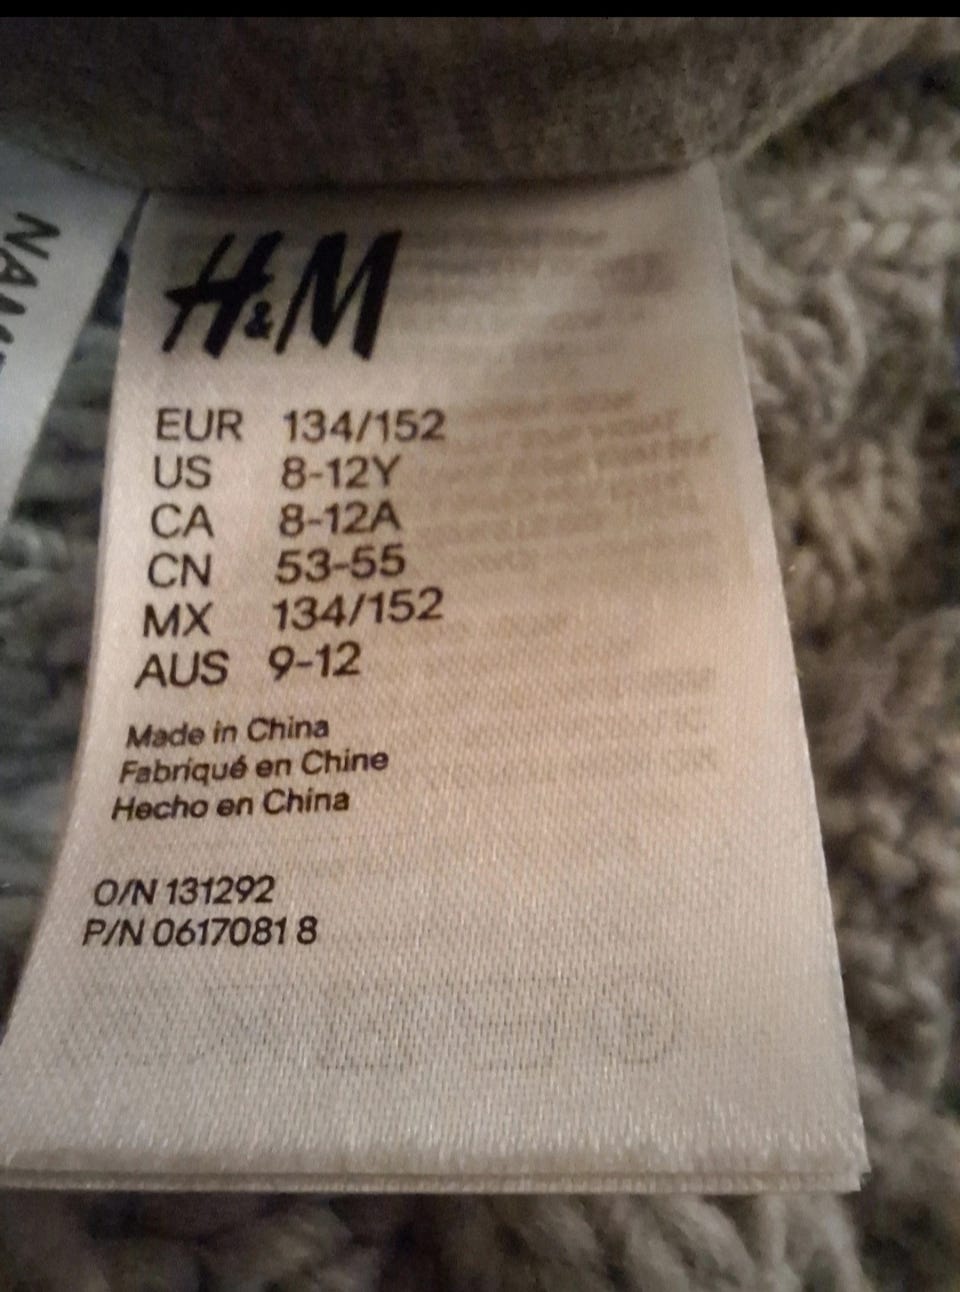 H&M
EUR 134/152
US 8-12Y
CA 8-12A
CN 53-55
MX 134/152
AUS 9-12
Made in China
Fabriqué en Chine
Hecho en China
O/N 131292
P/N 0617081 8